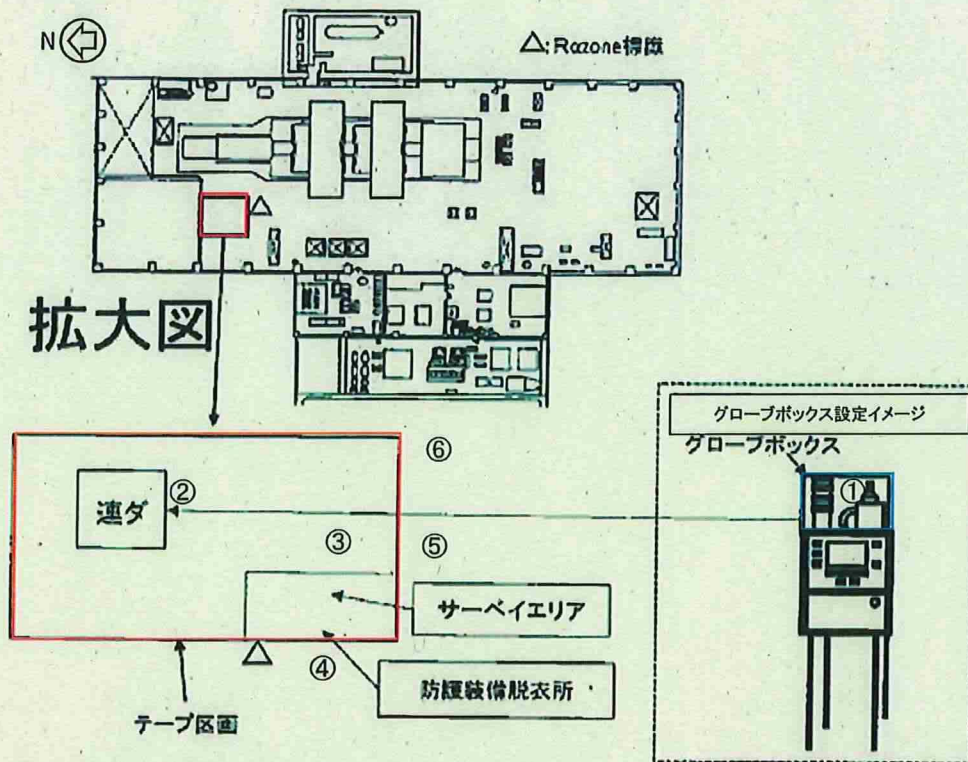 N
△: Razone標識
拡大図
⑥
連ダ
②
③
⑤
サーベイエリア
④
防護装備脱衣所
テープ区画
グローブボックス設定イメージ
グローブボックス
①